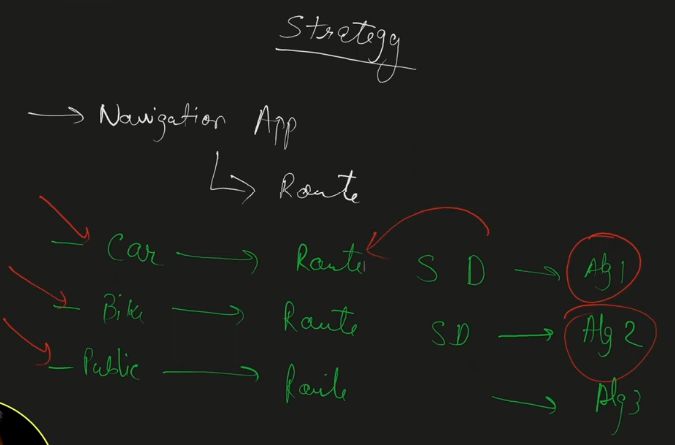 Strategy
→ Navigation App
↳ Route
– Car → Route S D → Alg 1
– Bike → Route SD → Alg 2
– Public → Route → Alg 3